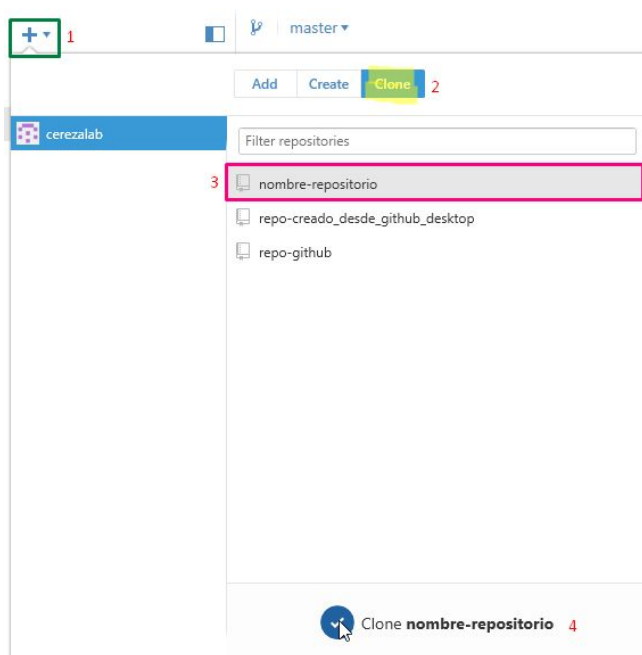 + 1 master
Add Create Clone 2
cerezalab
Filter repositories
3 nombre-repositorio
repo-creado_desde_github_desktop
repo-github
Clone nombre-repositorio 4